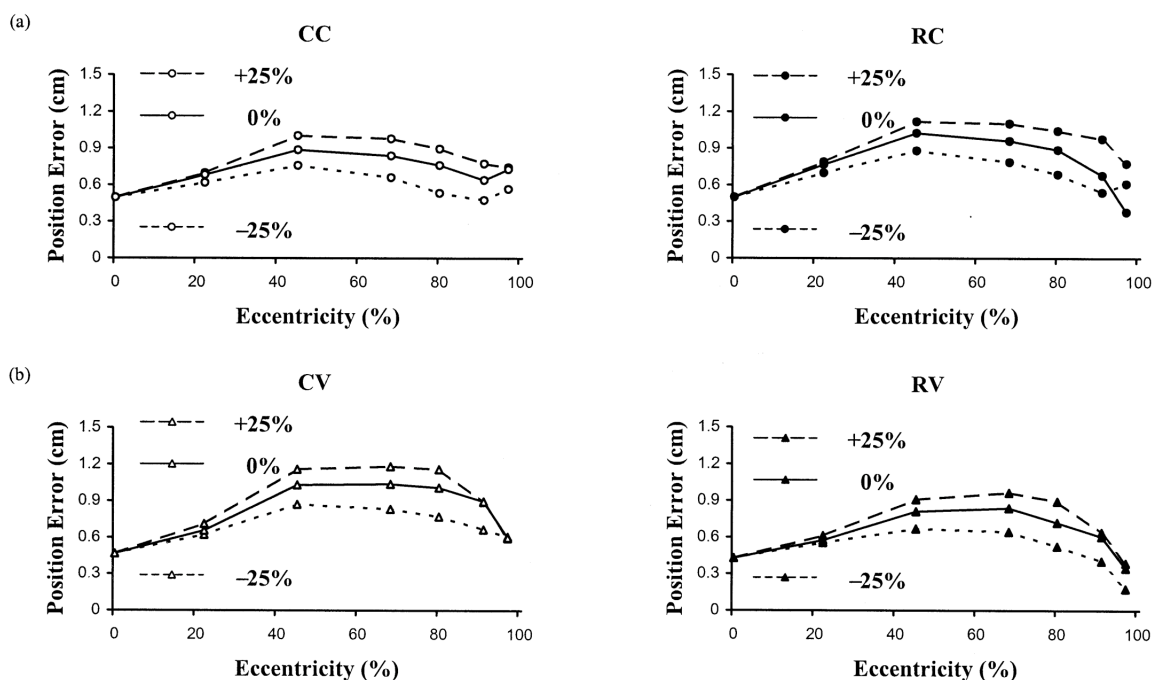 (a)
CC
Position Error (cm)
1.5
1.2
0.9
0.6
0.3
0
+25%
0%
−25%
0 20 40 60 80 100
Eccentricity (%)
RC
Position Error (cm)
1.5
1.2
0.9
0.6
0.3
0
+25%
0%
−25%
0 20 40 60 80 100
Eccentricity (%)
(b)
CV
Position Error (cm)
1.5
1.2
0.9
0.6
0.3
0
+25%
0%
−25%
0 20 40 60 80 100
Eccentricity (%)
RV
Position Error (cm)
1.5
1.2
0.9
0.6
0.3
0
+25%
0%
−25%
0 20 40 60 80 100
Eccentricity (%)